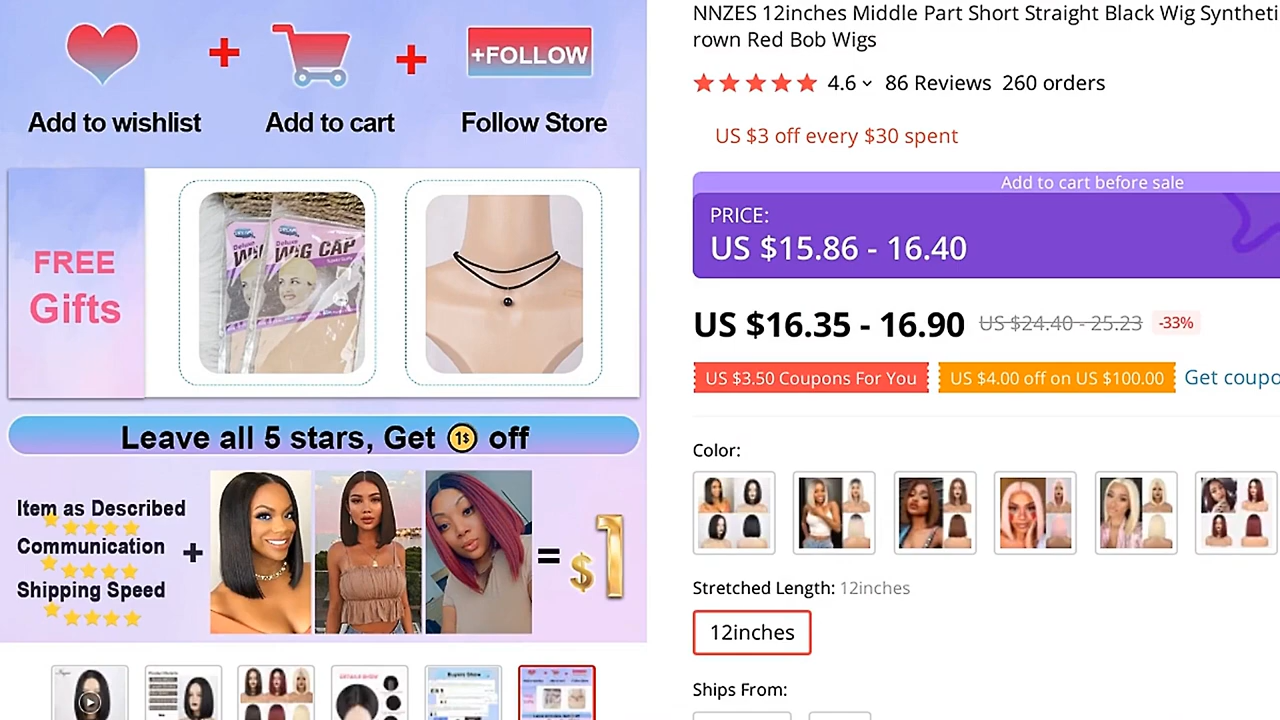 +FOLLOW
Add to wishlist
Add to cart
Follow Store
FREE
Gifts
Deluxe
WIG CAP
Leave all 5 stars, Get 1$ off
Item as Described
Communication
Shipping Speed
+
= $1
NNZES 12inches Middle Part Short Straight Black Wig Syntheti
rown Red Bob Wigs
4.6 86 Reviews 260 orders
US $3 off every $30 spent
Add to cart before sale
PRICE:
US $15.86 - 16.40
US $16.35 - 16.90 US $24.40 - 25.23 -33%
US $3.50 Coupons For You US $4.00 off on US $100.00 Get coupo
Color:
Stretched Length: 12inches
12inches
Ships From:
Buyers Show